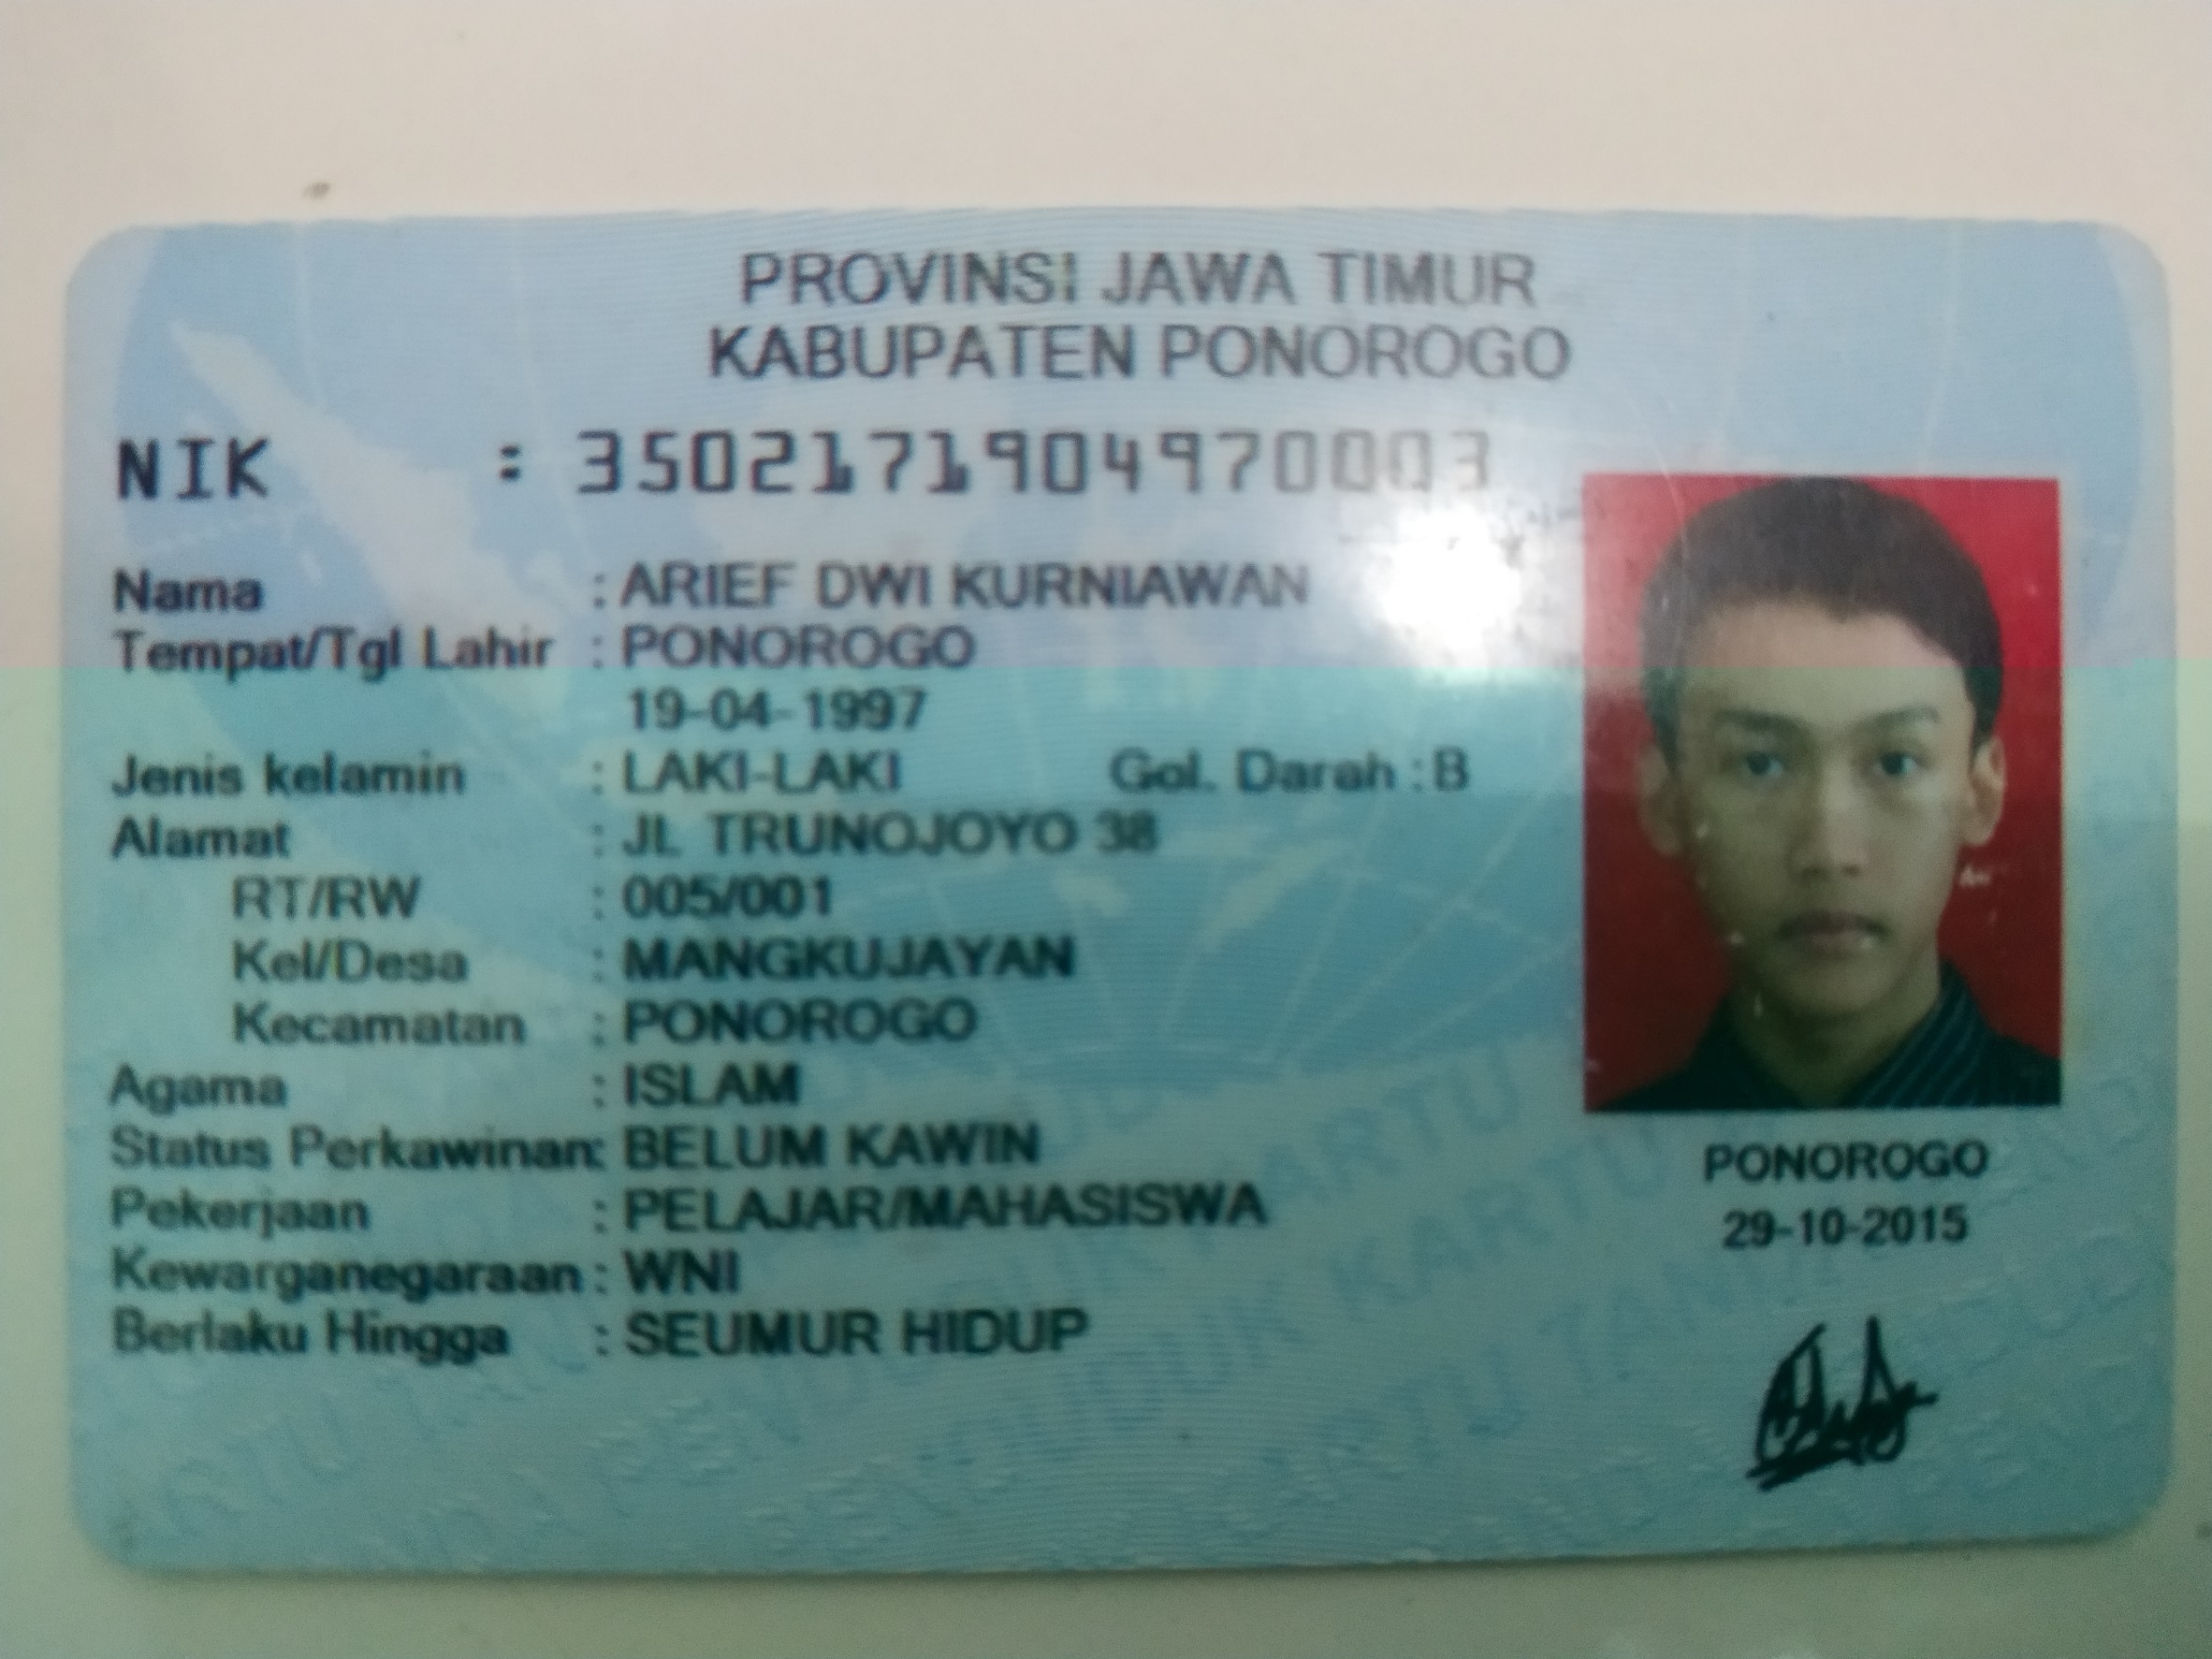 PROVINSI JAWA TIMUR
KABUPATEN PONOROGO
NIK : 3502171904970003
Nama : ARIEF DWI KURNIAWAN
Tempat/Tgl Lahir : PONOROGO
19-04-1997
Jenis kelamin : LAKI-LAKI Gol. Darah : B
Alamat : JL TRUNOJOYO 38
RT/RW : 005/001
Kel/Desa : MANGKUJAYAN
Kecamatan : PONOROGO
Agama : ISLAM
Status Perkawinan: BELUM KAWIN
Pekerjaan : PELAJAR/MAHASISWA
Kewarganegaraan : WNI
Berlaku Hingga : SEUMUR HIDUP
PONOROGO
29-10-2015